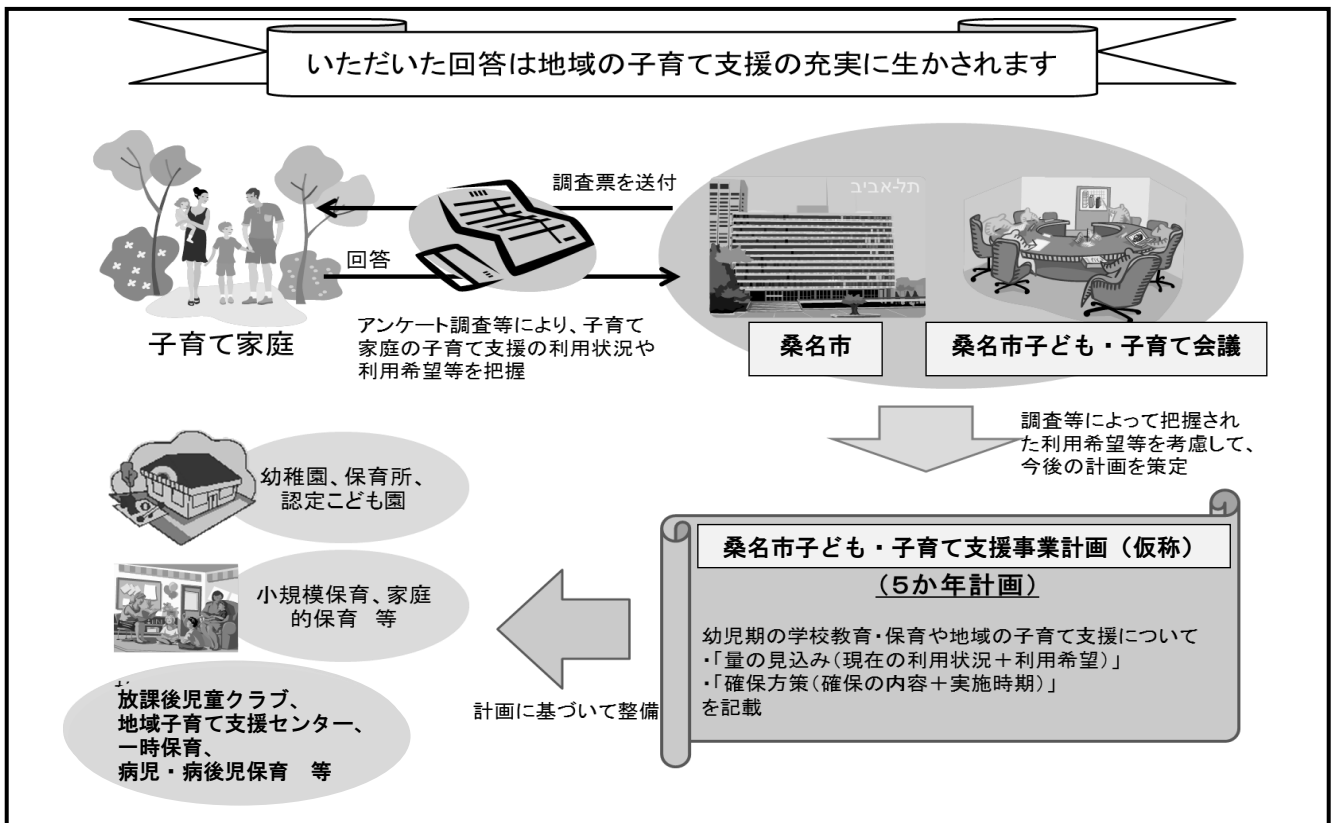 いただいた回答は地域の子育て支援の充実に生かされます
調査票を送付
回答
子育て家庭
アンケート調査等により、子育て
家庭の子育て支援の利用状況や
利用希望等を把握
תל-אביב
桑名市
桑名市子ども・子育て会議
調査等によって把握され
た利用希望等を考慮して、
今後の計画を策定
桑名市子ども・子育て支援事業計画（仮称）
（５か年計画）
幼児期の学校教育・保育や地域の子育て支援について
・「量の見込み（現在の利用状況＋利用希望）」
・「確保方策（確保の内容＋実施時期）」
を記載
計画に基づいて整備
幼稚園、保育所、
認定こども園
小規模保育、家庭
的保育　等
放課後児童クラブ、
地域子育て支援センター、
一時保育、
病児・病後児保育　等